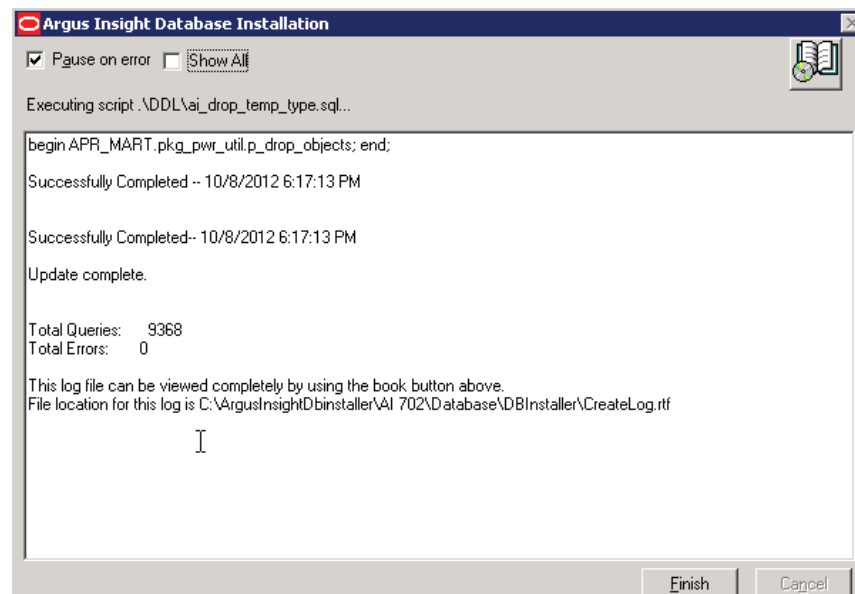 Argus Insight Database Installation
Pause on error Show All
Executing script .\DDL\ai_drop_temp_type.sql...
begin APR_MART.pkg_pwr_util.p_drop_objects; end;
Successfully Completed -- 10/8/2012 6:17:13 PM
Successfully Completed-- 10/8/2012 6:17:13 PM
Update complete.
Total Queries: 9368
Total Errors: 0
This log file can be viewed completely by using the book button above.
File location for this log is C:\ArgusInsightDbinstaller\AI 702\Database\DBInstaller\CreateLog.rtf
Finish Cancel